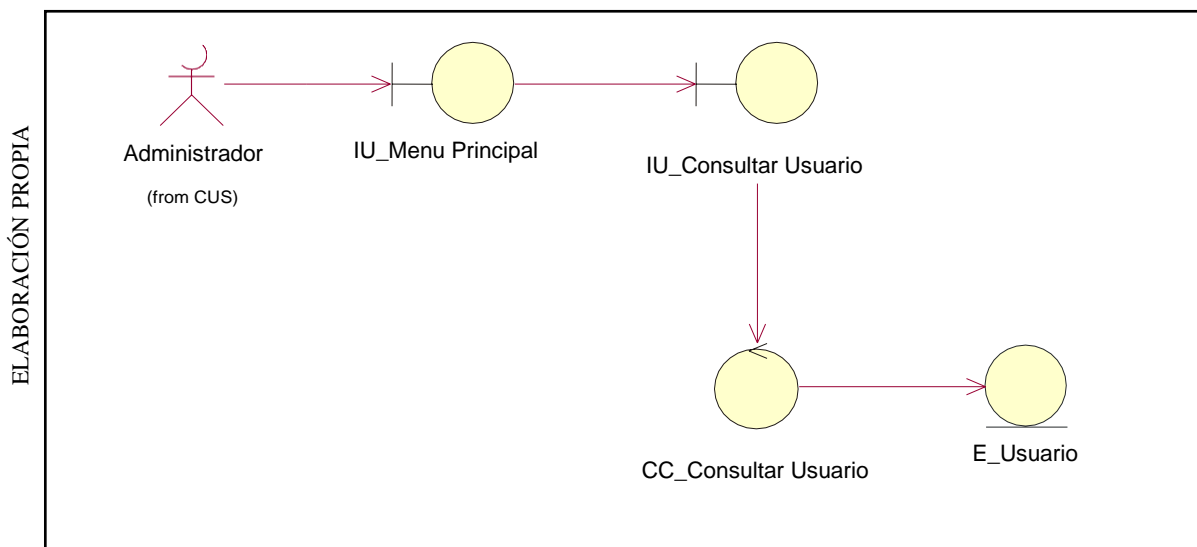 ELABORACIÓN PROPIA
Administrador
(from CUS)
IU_Menu Principal
IU_Consultar Usuario
CC_Consultar Usuario
E_Usuario